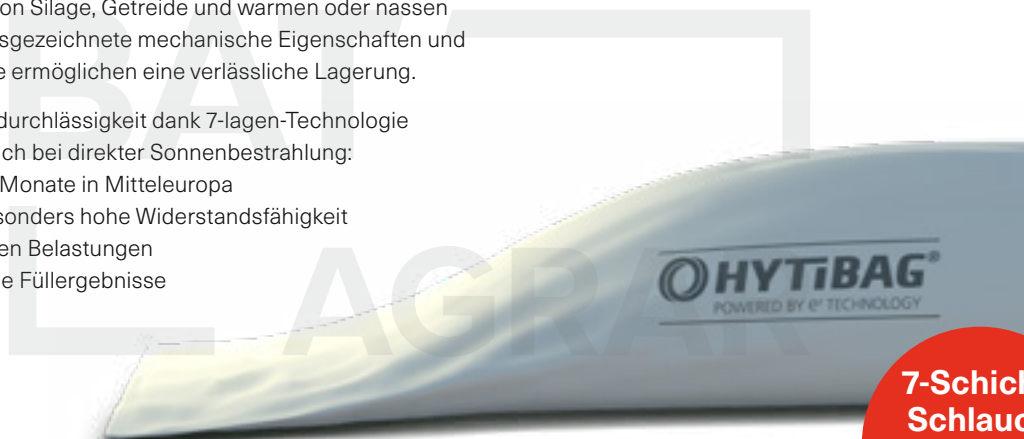 on Silage, Getreide und warmen oder nassen
sgezeichnete mechanische Eigenschaften und
e ermöglichen eine verlässliche Lagerung.
durchlässigkeit dank 7-lagen-Technologie
ch bei direkter Sonnenbestrahlung:
Monate in Mitteleuropa
sonders hohe Widerstandsfähigkeit
en Belastungen
e Füllergebnisse
HYTiBAG®
POWERED BY e² TECHNOLOGY
AGRAR
7-Schich
Schlauc